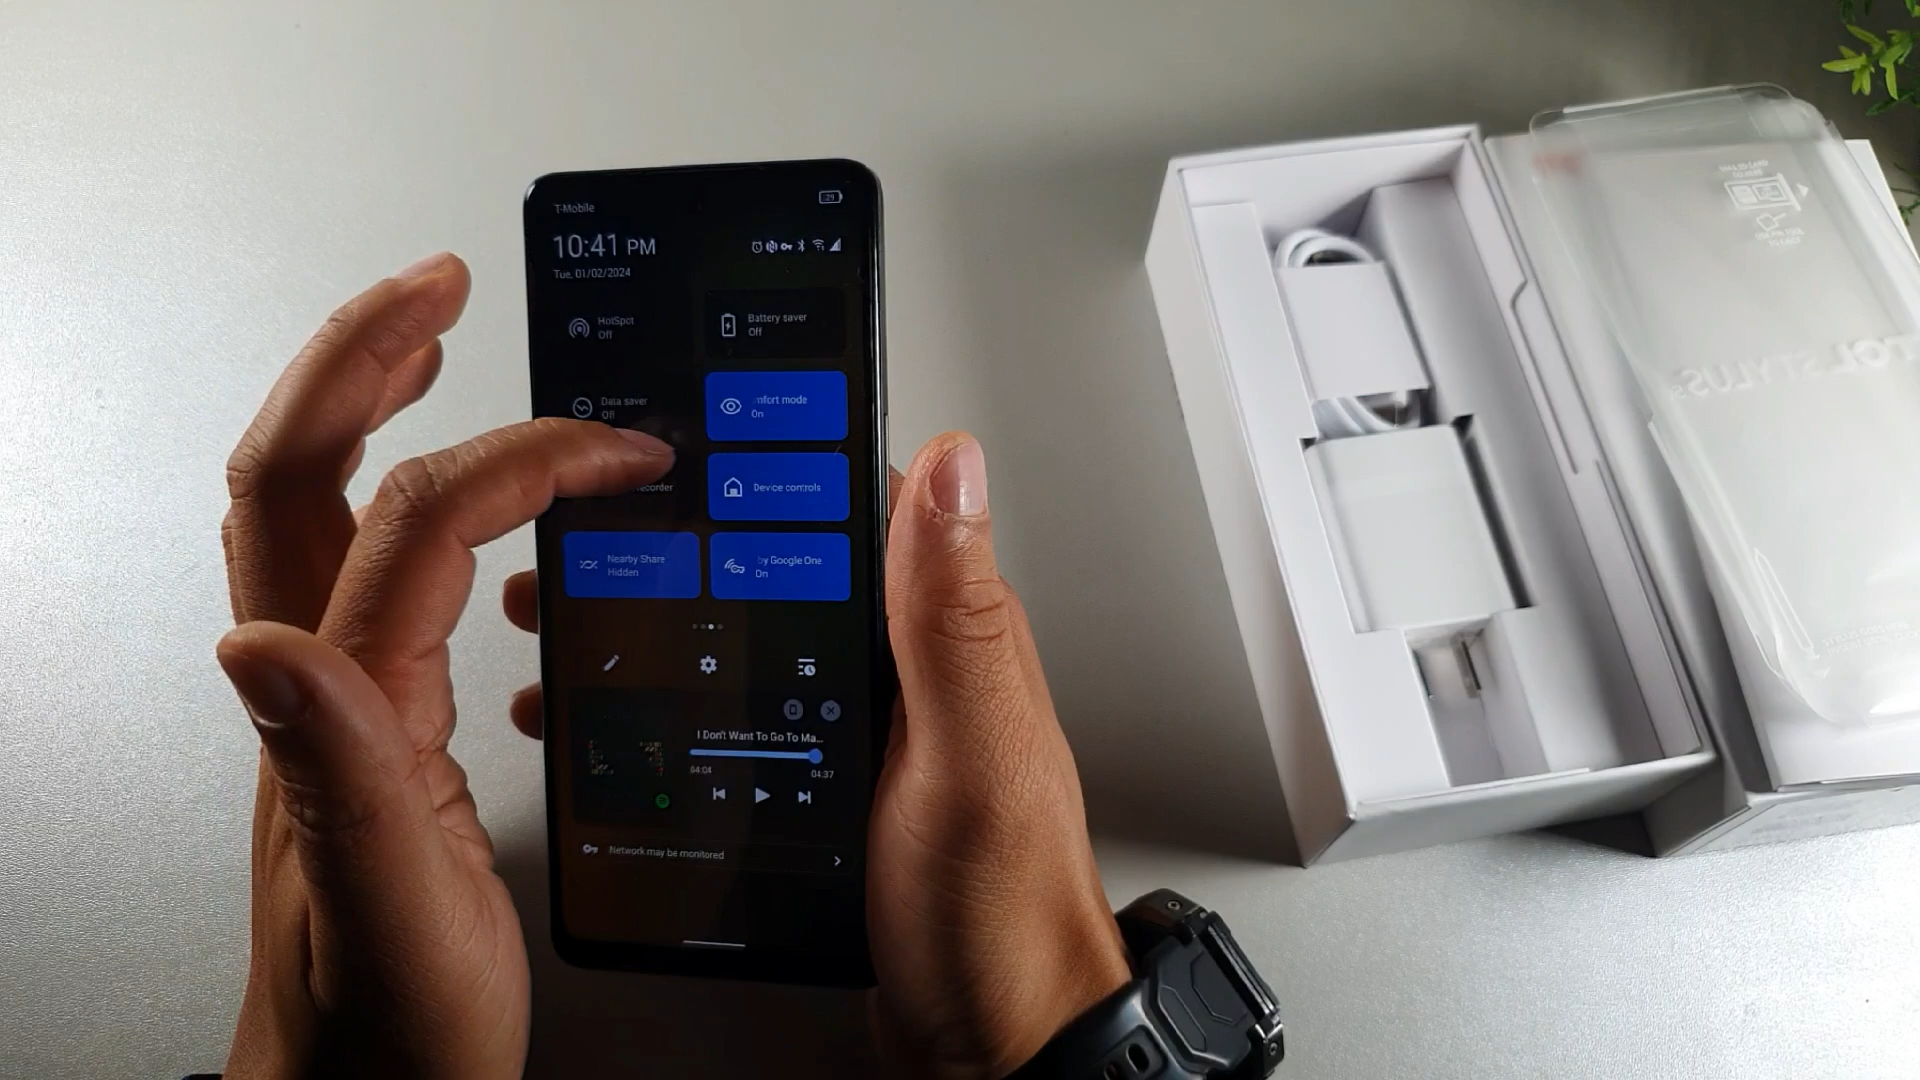 T-Mobile
29
10:41 PM
Tue, 01/02/2024
HotSpot
Off
Battery saver
Off
Data saver
Off
mfort mode
On
ecorder
Device controls
Nearby Share
Hidden
by Google One
On
I Don't Want To Go To Ma...
04:04
04:37
Network may be monitored
STYLUS